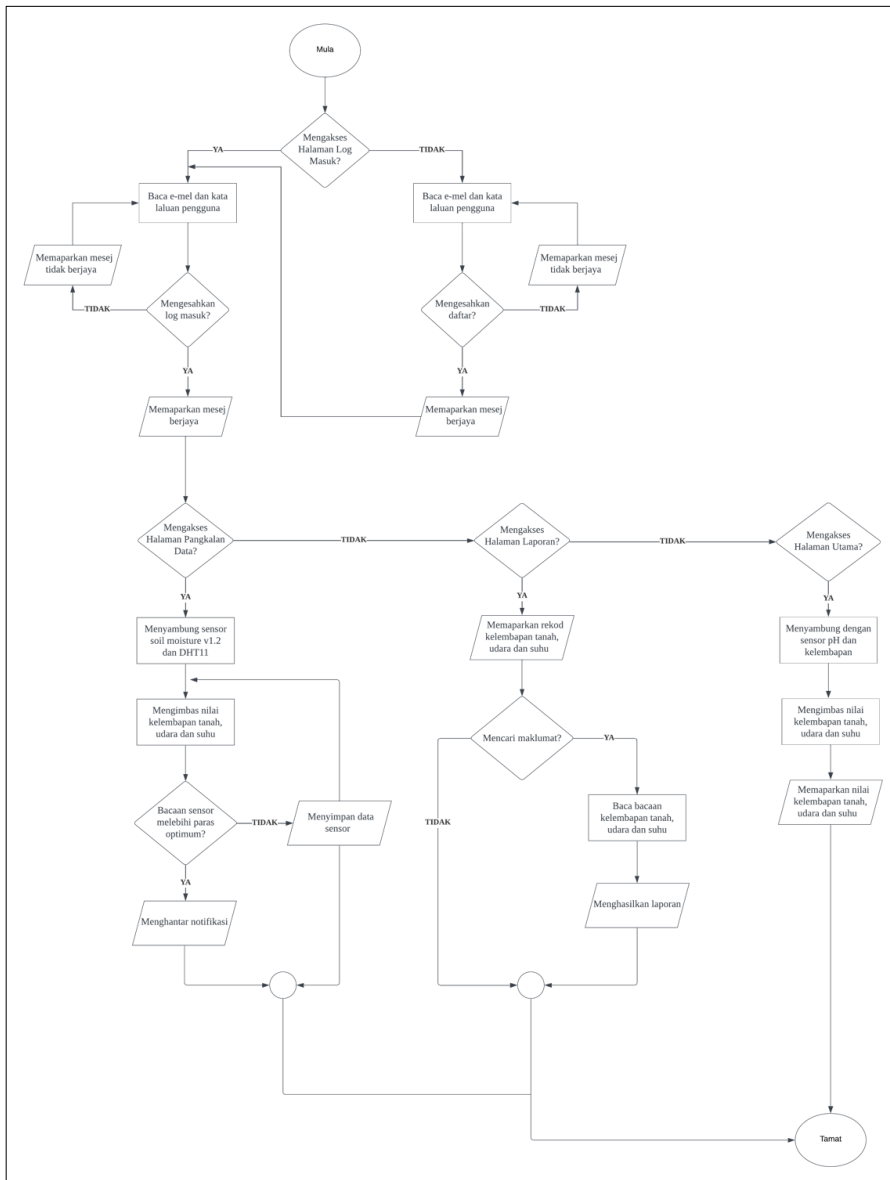 Mula
Mengakses
Halaman Log
Masuk?
YA
TIDAK
Baca e-mel dan kata
laluan pengguna
Baca e-mel dan kata
laluan pengguna
Memaparkan mesej
tidak berjaya
Memaparkan mesej
tidak berjaya
Mengesahkan
log masuk?
TIDAK
Mengesahkan
daftar?
TIDAK
YA
YA
Memaparkan mesej
berjaya
Memaparkan mesej
berjaya
Mengakses
Halaman Pangkalan
Data?
TIDAK
Mengakses
Halaman Laporan?
TIDAK
Mengakses
Halaman Utama?
YA
YA
YA
Menyambung sensor
soil moisture v1.2
dan DHT11
Memaparkan rekod
kelembapan tanah,
udara dan suhu
Menyambung dengan
sensor pH dan
kelembapan
Mengimbas nilai
kelembapan tanah,
udara dan suhu
Mencari maklumat?
YA
Mengimbas nilai
kelembapan tanah,
udara dan suhu
Bacaan sensor
melebihi paras
optimum?
TIDAK
Menyimpan data
sensor
TIDAK
Baca bacaan
kelembapan tanah,
udara dan suhu
Memaparkan nilai
kelembapan tanah,
udara dan suhu
YA
Menghantar notifikasi
Menghasilkan laporan
Tamat